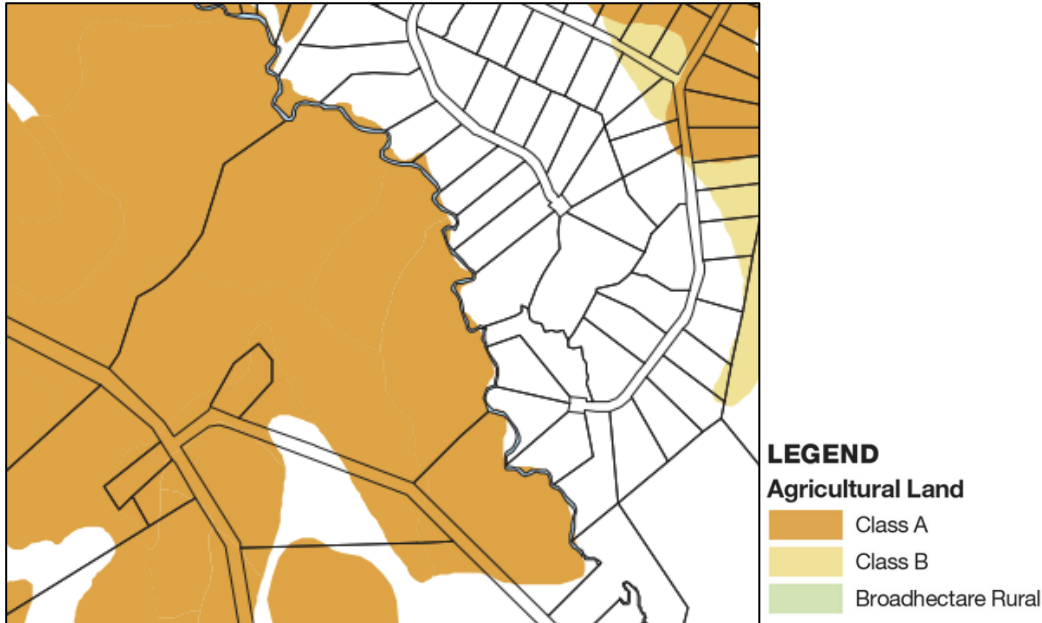 LEGEND
Agricultural Land
Class A
Class B
Broadhectare Rural